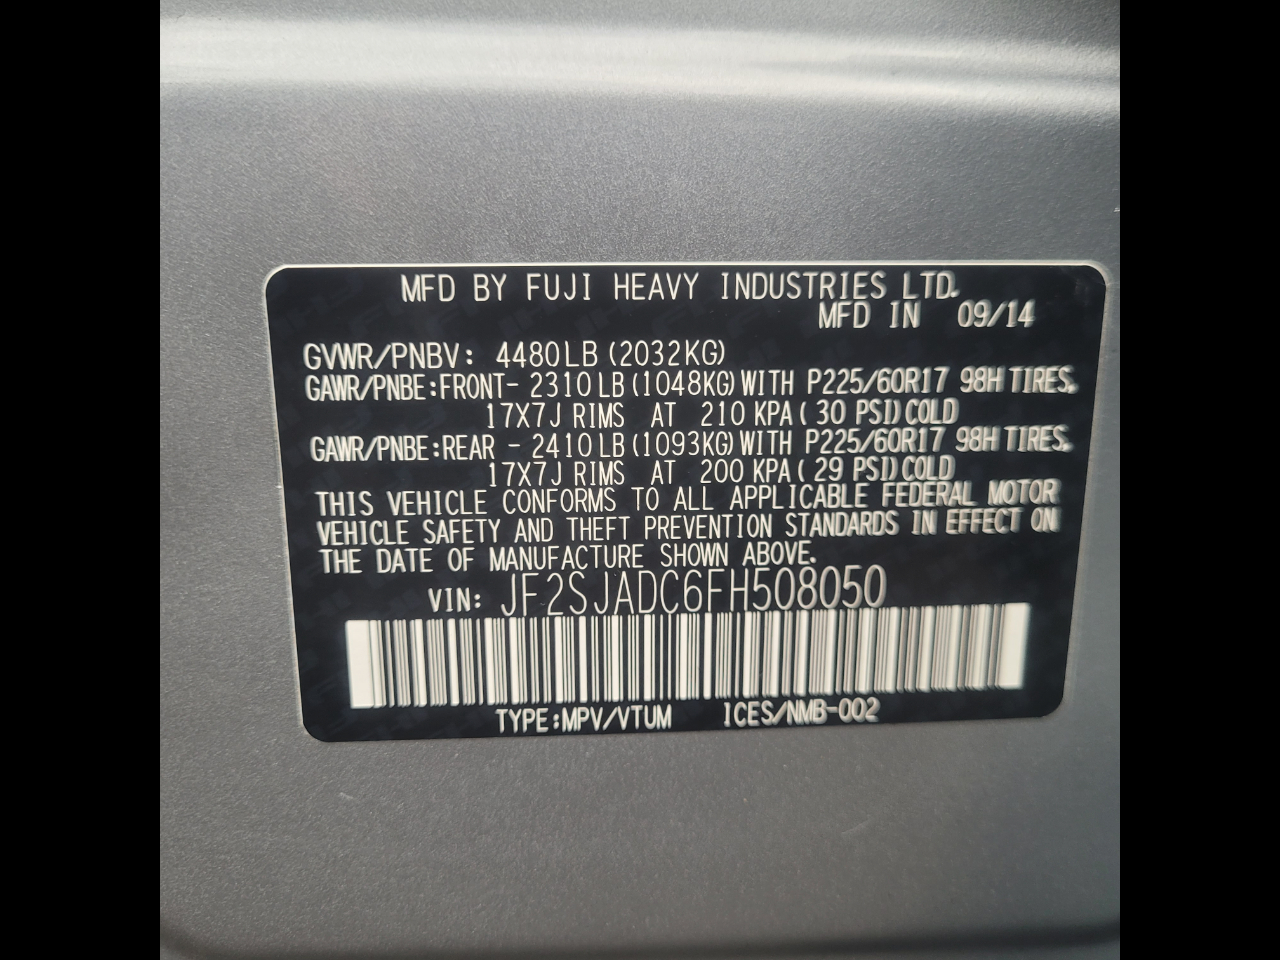 MFD BY FUJI HEAVY INDUSTRIES LTD.
MFD IN 09/14
GVWR/PNBV: 4480LB (2032KG)
GAWR/PNBE:FRONT- 2310LB (1048KG) WITH P225/60R17 98H TIRES,
17X7J RIMS AT 210 KPA ( 30 PSI) COLD
GAWR/PNBE:REAR - 2410LB (1093KG) WITH P225/60R17 98H TIRES,
17X7J RIMS AT 200 KPA ( 29 PSI) COLD
THIS VEHICLE CONFORMS TO ALL APPLICABLE FEDERAL MOTOR
VEHICLE SAFETY AND THEFT PREVENTION STANDARDS IN EFFECT ON
THE DATE OF MANUFACTURE SHOWN ABOVE.
VIN: JF2SJADC6FH508050
TYPE:MPV/VTUM ICES/NMB-002